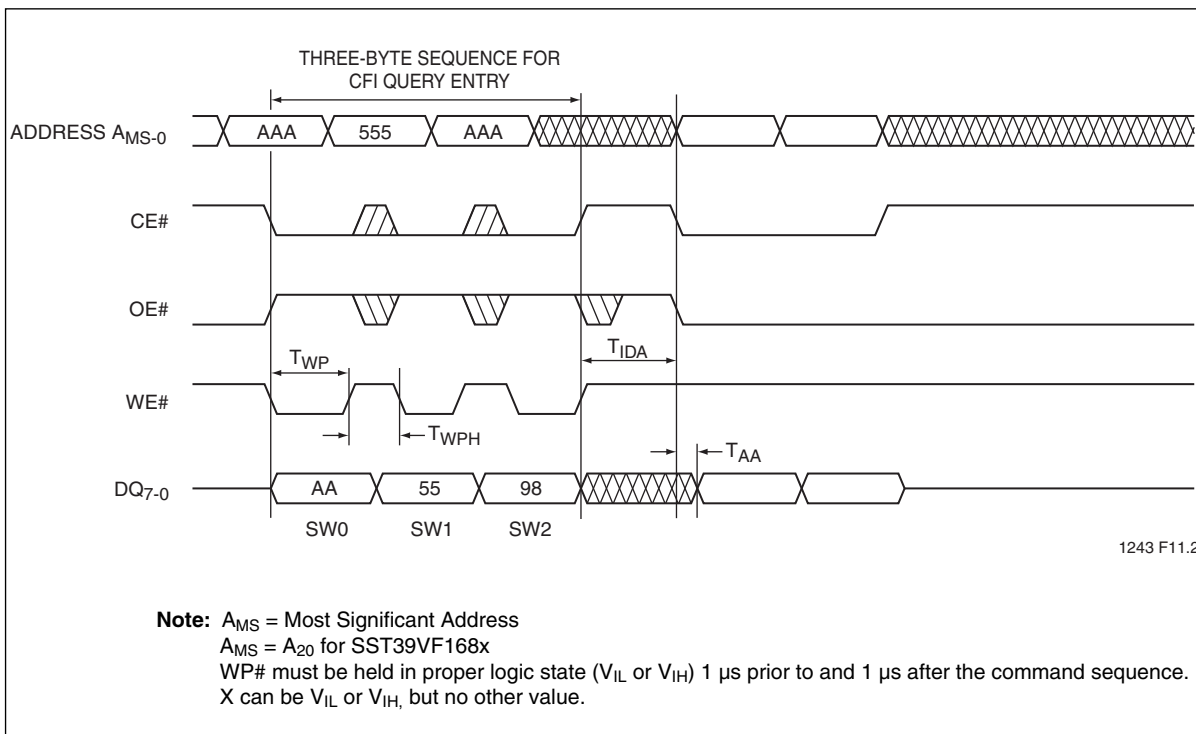 THREE-BYTE SEQUENCE FOR
CFI QUERY ENTRY
ADDRESS AMS-0
AAA 555 AAA
CE#
OE#
TWP
TIDA
WE#
TWPH
TAA
DQ7-0
AA 55 98
SW0 SW1 SW2
1243 F11.2
Note: AMS = Most Significant Address
AMS = A20 for SST39VF168x
WP# must be held in proper logic state (VIL or VIH) 1 µs prior to and 1 µs after the command sequence.
X can be VIL or VIH, but no other value.